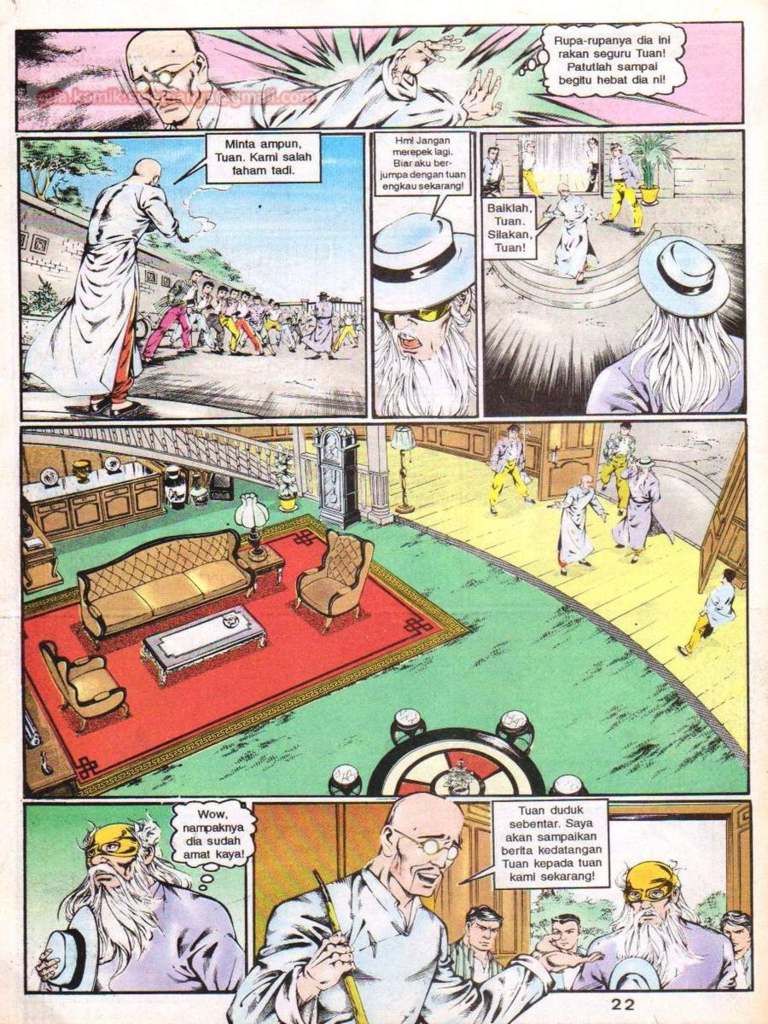 Rupa-rupanya dia ini
rakan seguru Tuan!
Patutlah sampai
begitu hebat dia ni!
Minta ampun,
Tuan. Kami salah
faham tadi.
Hm! Jangan
merepek lagi.
Biar aku ber-
jumpa dengan tuan
engkau sekarang!
Baiklah,
Tuan.
Silakan,
Tuan!
Wow,
nampaknya
dia sudah
amat kaya!
Tuan duduk
sebentar. Saya
akan sampaikan
berita kedatangan
Tuan kepada tuan
kami sekarang!
22